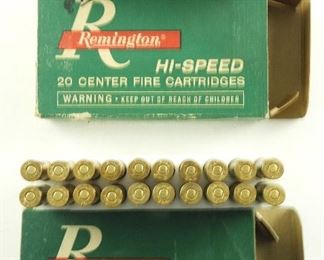 R
Remington®
HI-SPEED
20 CENTER FIRE CARTRIDGES
WARNING • KEEP OUT OF REACH OF CHILDREN
R